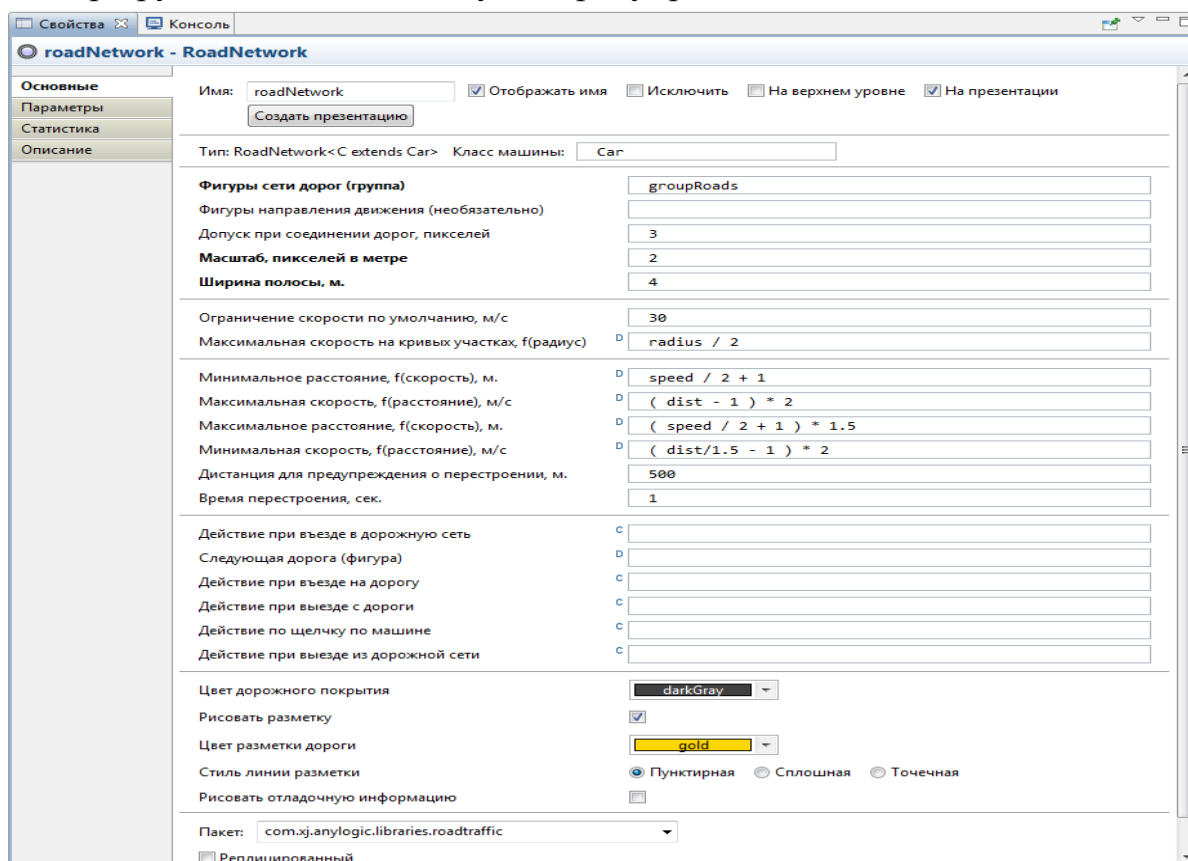 Свойства Консоль
roadNetwork - RoadNetwork
Основные
Параметры
Статистика
Описание
Имя: roadNetwork Отображать имя Исключить На верхнем уровне На презентации
Создать презентацию
Тип: RoadNetwork<C extends Car> Класс машины: Car
Фигуры сети дорог (группа) groupRoads
Фигуры направления движения (необязательно)
Допуск при соединении дорог, пикселей 3
Масштаб, пикселей в метре 2
Ширина полосы, м. 4
Ограничение скорости по умолчанию, м/с 30
Максимальная скорость на кривых участках, f(радиус) D radius / 2
Минимальное расстояние, f(скорость), м. D speed / 2 + 1
Максимальная скорость, f(расстояние), м/с D ( dist - 1 ) * 2
Максимальное расстояние, f(скорость), м. D ( speed / 2 + 1 ) * 1.5
Минимальная скорость, f(расстояние), м/с D ( dist/1.5 - 1 ) * 2
Дистанция для предупреждения о перестроении, м. 500
Время перестроения, сек. 1
Действие при въезде в дорожную сеть C
Следующая дорога (фигура) D
Действие при въезде на дорогу C
Действие при выезде с дороги C
Действие по щелчку по машине C
Действие при выезде из дорожной сети C
Цвет дорожного покрытия darkGray
Рисовать разметку
Цвет разметки дороги gold
Стиль линии разметки Пунктирная Сплошная Точечная
Рисовать отладочную информацию
Пакет: com.xj.anylogic.libraries.roadtraffic
Реплицированный